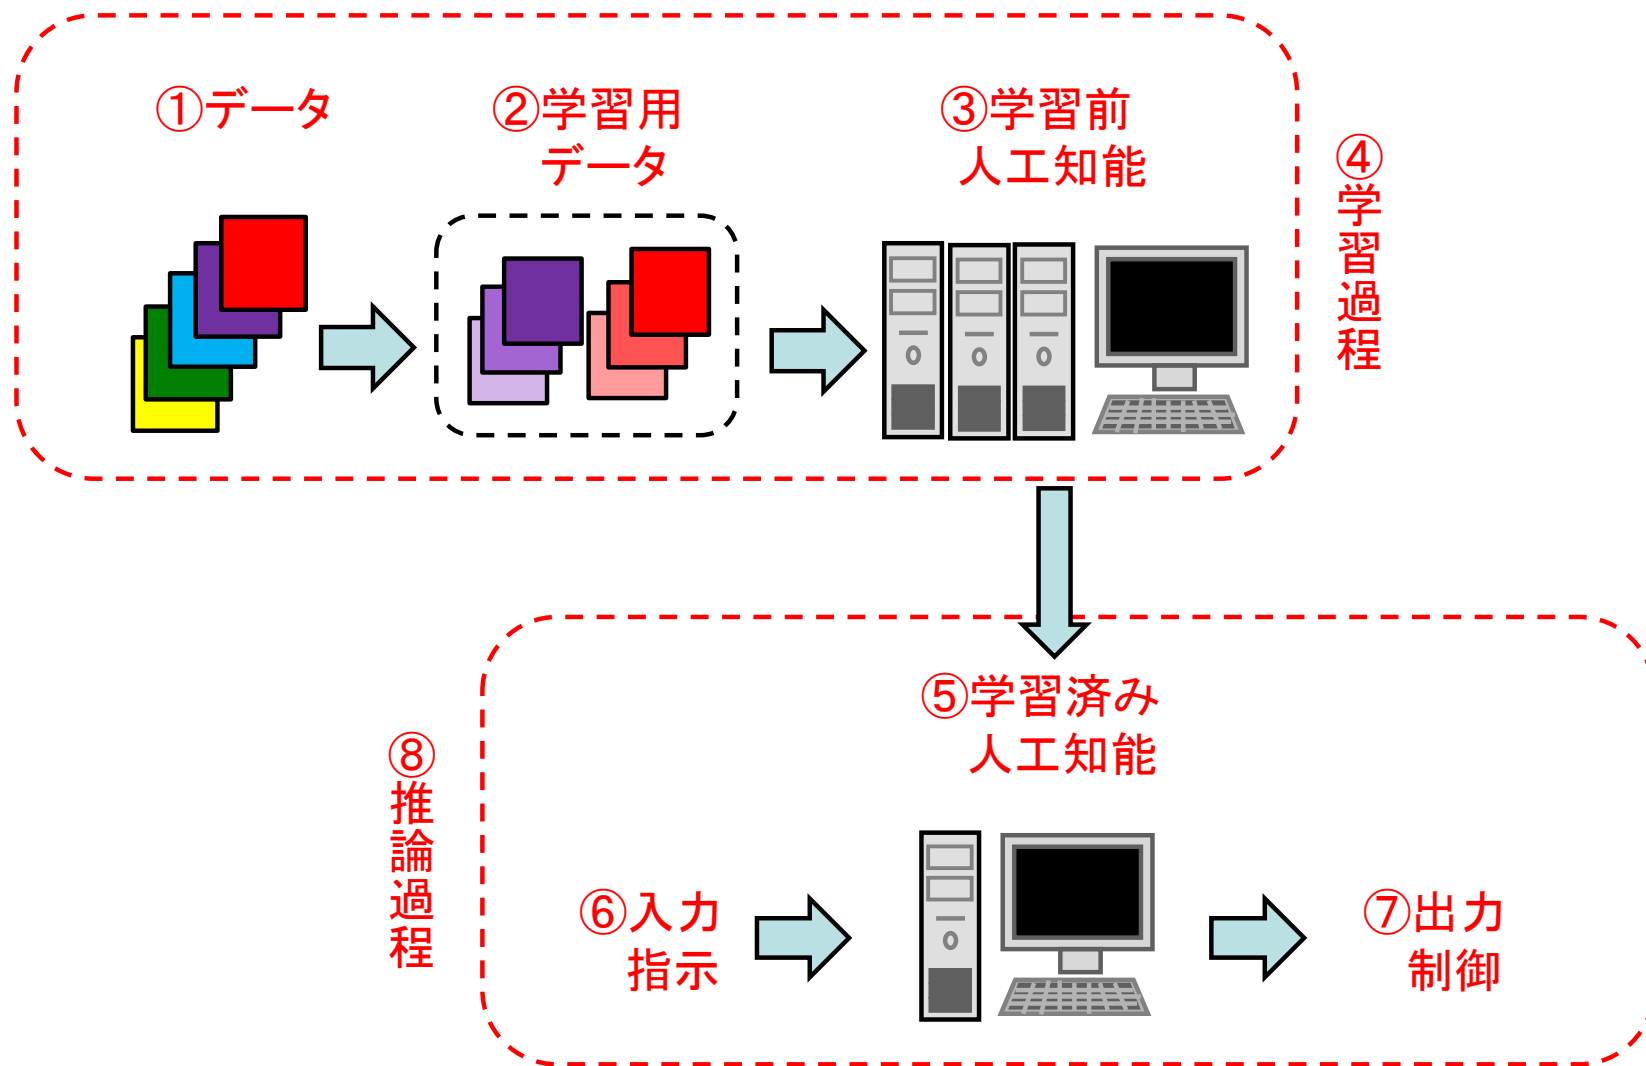 ①データ
②学習用
データ
③学習前
人工知能
④学習過程
⑤学習済み
人工知能
⑧推論過程
⑥入力
指示
⑦出力
制御